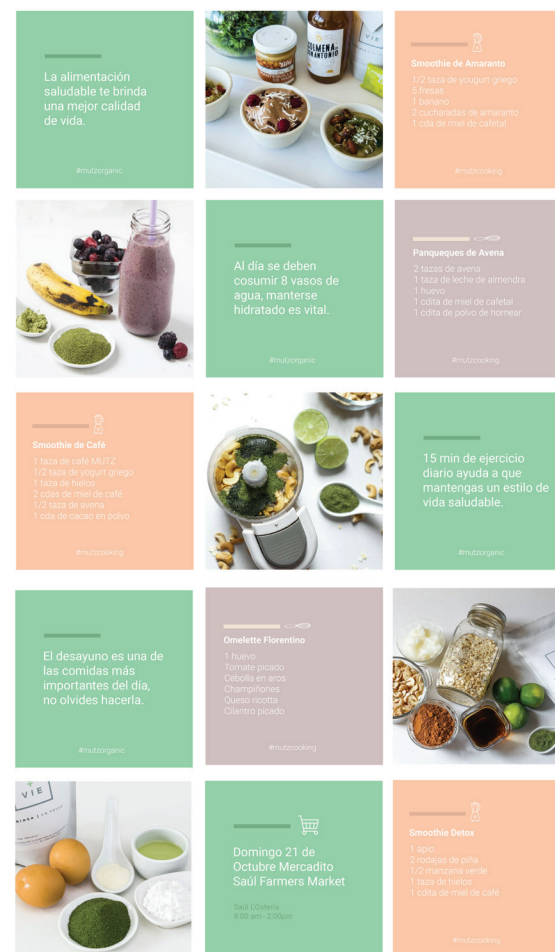 La alimentación
saludable te brinda
una mejor calidad
de vida.
#mutzorganic
COLMENA
SAN ANTONIO
VIE
Smoothie de Amaranto
1/2 taza de yougurt griego
5 fresas
1 banano
2 cucharadas de amaranto
1 cda de miel de cafetal
#mutzcooking
Al día se deben
cosumir 8 vasos de
agua, manterse
hidratado es vital.
#mutzorganic
Panqueques de Avena
2 tazas de avena
1 taza de leche de almendra
1 huevo
1 cdita de miel de cafetal
1 cdita de polvo de hornear
#mutzcooking
Smoothie de Café
1 taza de café MUTZ
1/2 taza de yogurt griego
1 taza de hielos
2 cdas de miel de café
1/2 taza de avena
1 cda de cacao en polvo
#mutzcooking
15 min de ejercicio
diario ayuda a que
mantengas un estilo de
vida saludable.
#mutzorganic
El desayuno es una de
las comidas más
importantes del día,
no olvides hacerla.
#mutzorganic
Omelette Florentino
1 huevo
Tomate picado
Cebolla en aros
Champiñones
Queso ricotta
Cilantro picado
#mutzcooking
VIE
Domingo 21 de
Octubre Mercadito
Saúl Farmers Market
Saúl L'Osteria
8:00 am - 2:00pm
Smoothie Detox
1 apio
2 rodajas de piña
1/2 manzana verde
1 taza de hielos
1 cdita de miel de café
#mutzcooking